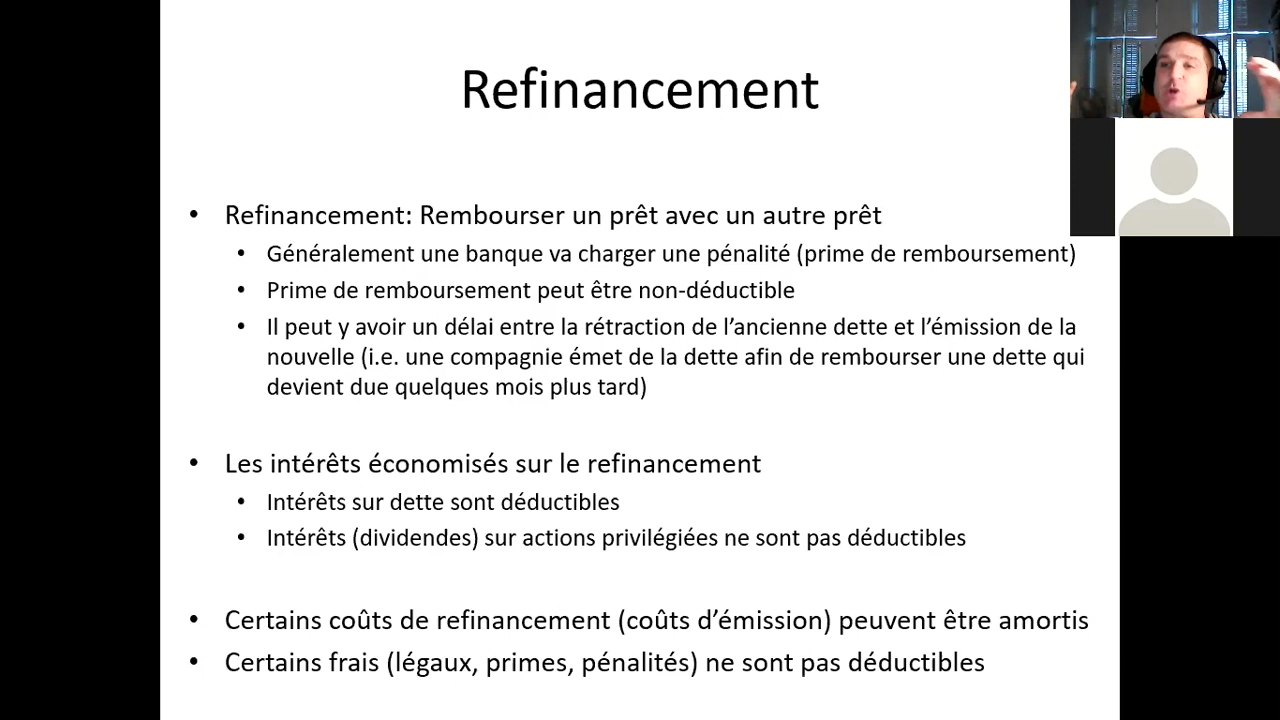 Refinancement
• Refinancement: Rembourser un prêt avec un autre prêt
• Généralement une banque va charger une pénalité (prime de remboursement)
• Prime de remboursement peut être non-déductible
• Il peut y avoir un délai entre la rétraction de l’ancienne dette et l’émission de la
nouvelle (i.e. une compagnie émet de la dette afin de rembourser une dette qui
devient due quelques mois plus tard)
• Les intérêts économisés sur le refinancement
• Intérêts sur dette sont déductibles
• Intérêts (dividendes) sur actions privilégiées ne sont pas déductibles
• Certains coûts de refinancement (coûts d’émission) peuvent être amortis
• Certains frais (légaux, primes, pénalités) ne sont pas déductibles